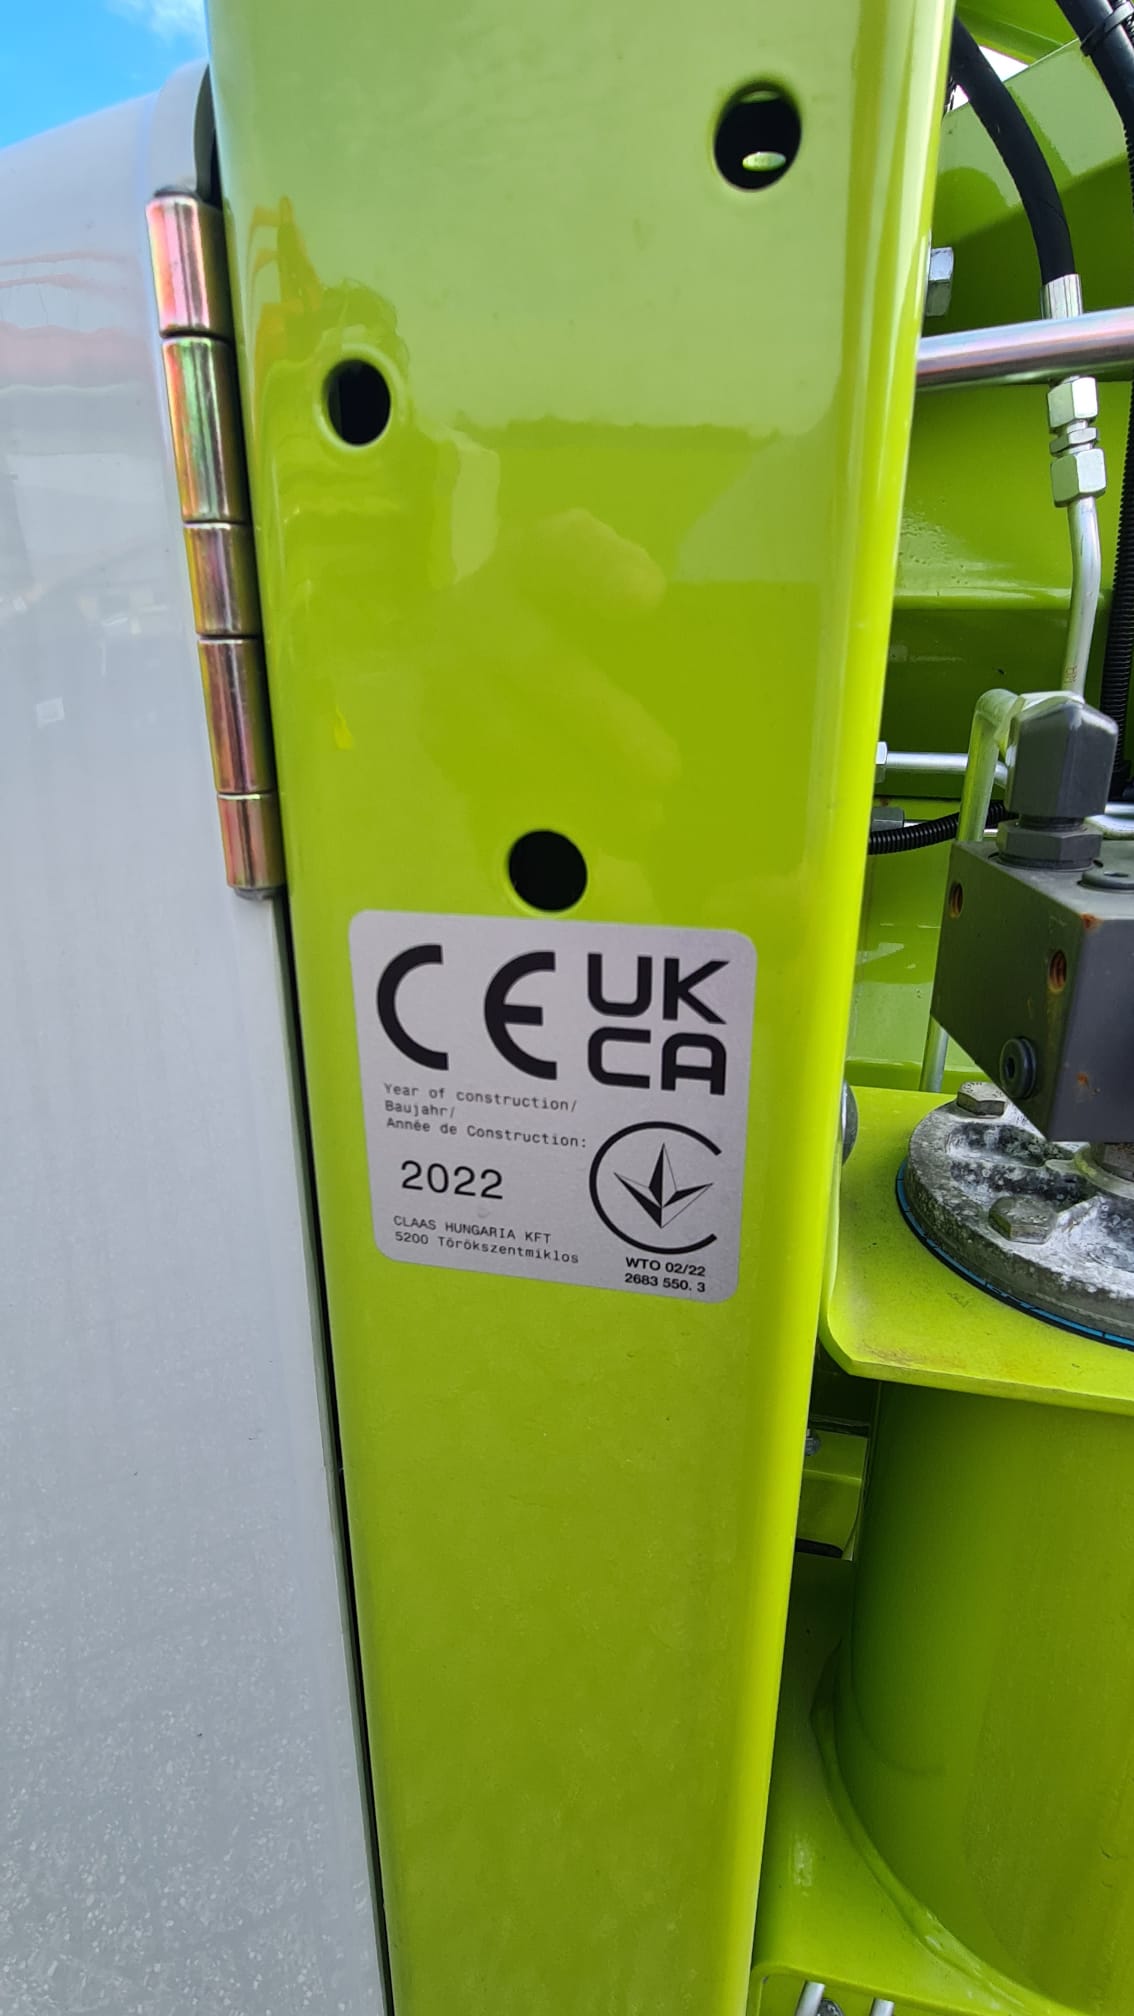 CE UK
CA
Year of construction/
Baujahr/
Année de Construction:
2022
CLAAS HUNGARIA KFT
5200 Törökszentmiklos
WTO 02/22
2683 550. 3